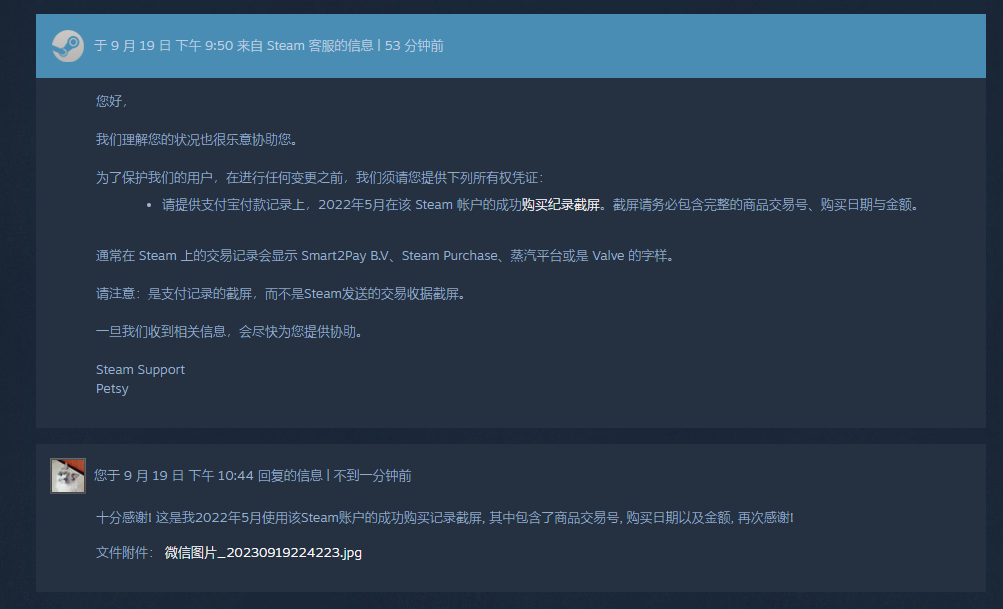 于 9 月 19 日 下午 9:50 来自 Steam 客服的信息 | 53 分钟前
您好，
我们理解您的状况也很乐意协助您。
为了保护我们的用户，在进行任何变更之前，我们须请您提供下列所有权凭证：
• 请提供支付宝付款记录上，2022年5月在该 Steam 帐户的成功购买纪录截屏。截屏请务必包含完整的商品交易号、购买日期与金额。
通常在 Steam 上的交易记录会显示 Smart2Pay B.V、Steam Purchase、蒸汽平台或是 Valve 的字样。
请注意：是支付记录的截屏，而不是Steam发送的交易收据截屏。
一旦我们收到相关信息，会尽快为您提供协助。
Steam Support
Petsy
您于 9 月 19 日 下午 10:44 回复的信息 | 不到一分钟前
十分感谢! 这是我2022年5月使用该Steam账户的成功购买记录截屏, 其中包含了商品交易号, 购买日期以及金额, 再次感谢!
文件附件： 微信图片_20230919224223.jpg